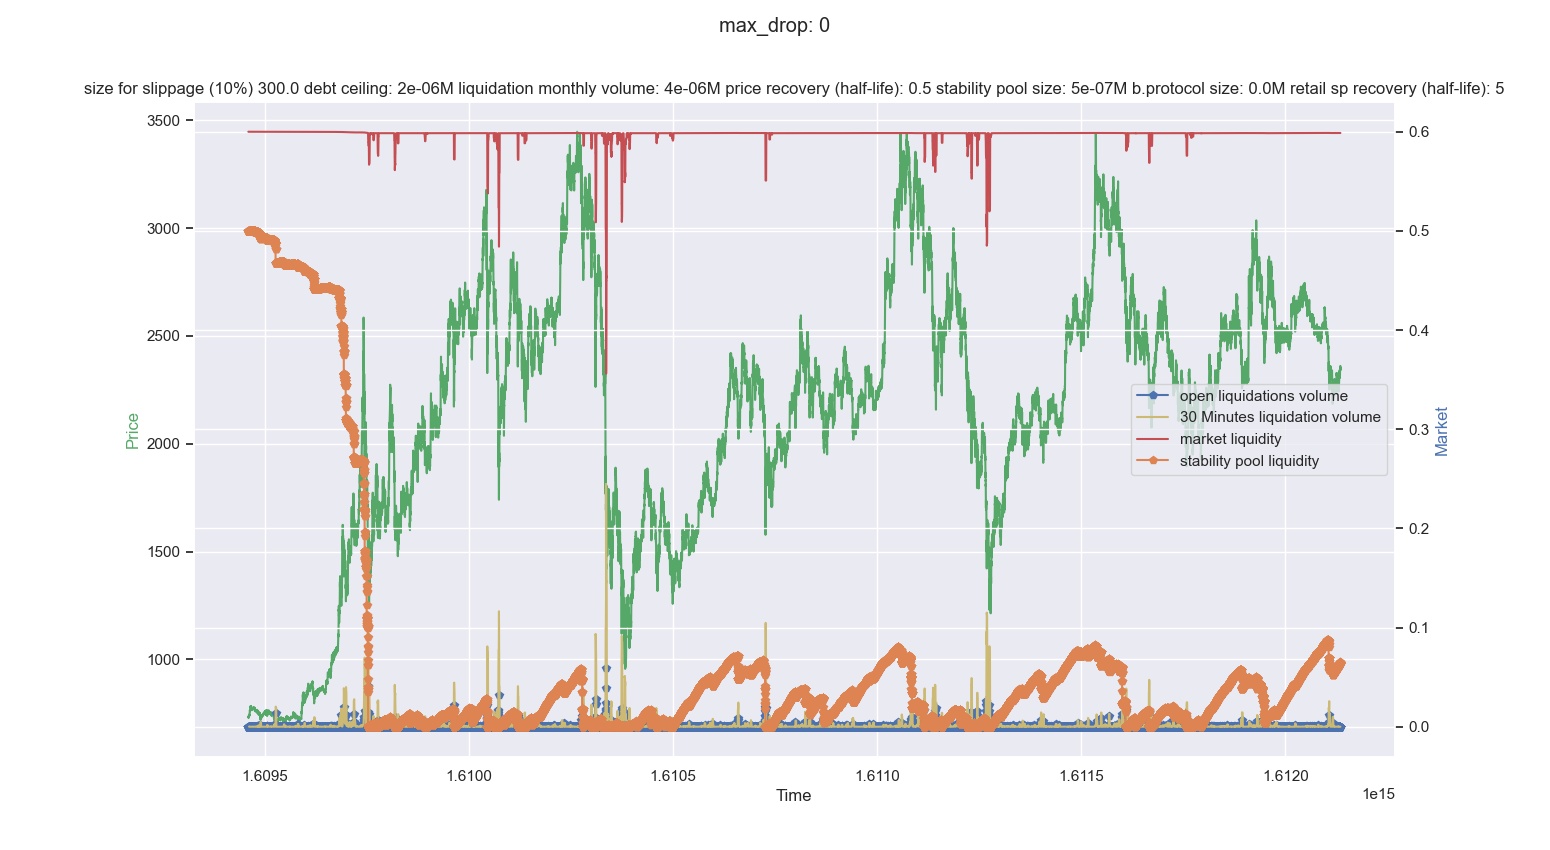 max_drop: 0
size for slippage (10%) 300.0 debt ceiling: 2e-06M liquidation monthly volume: 4e-06M price recovery (half-life): 0.5 stability pool size: 5e-07M b.protocol size: 0.0M retail sp recovery (half-life): 5
3500
3000
2500
2000
1500
1000
Price
0.6
0.5
0.4
0.3
0.2
0.1
0.0
Market
open liquidations volume
30 Minutes liquidation volume
market liquidity
stability pool liquidity
1.6095
1.6100
1.6105
1.6110
1.6115
1.6120
1e15
Time